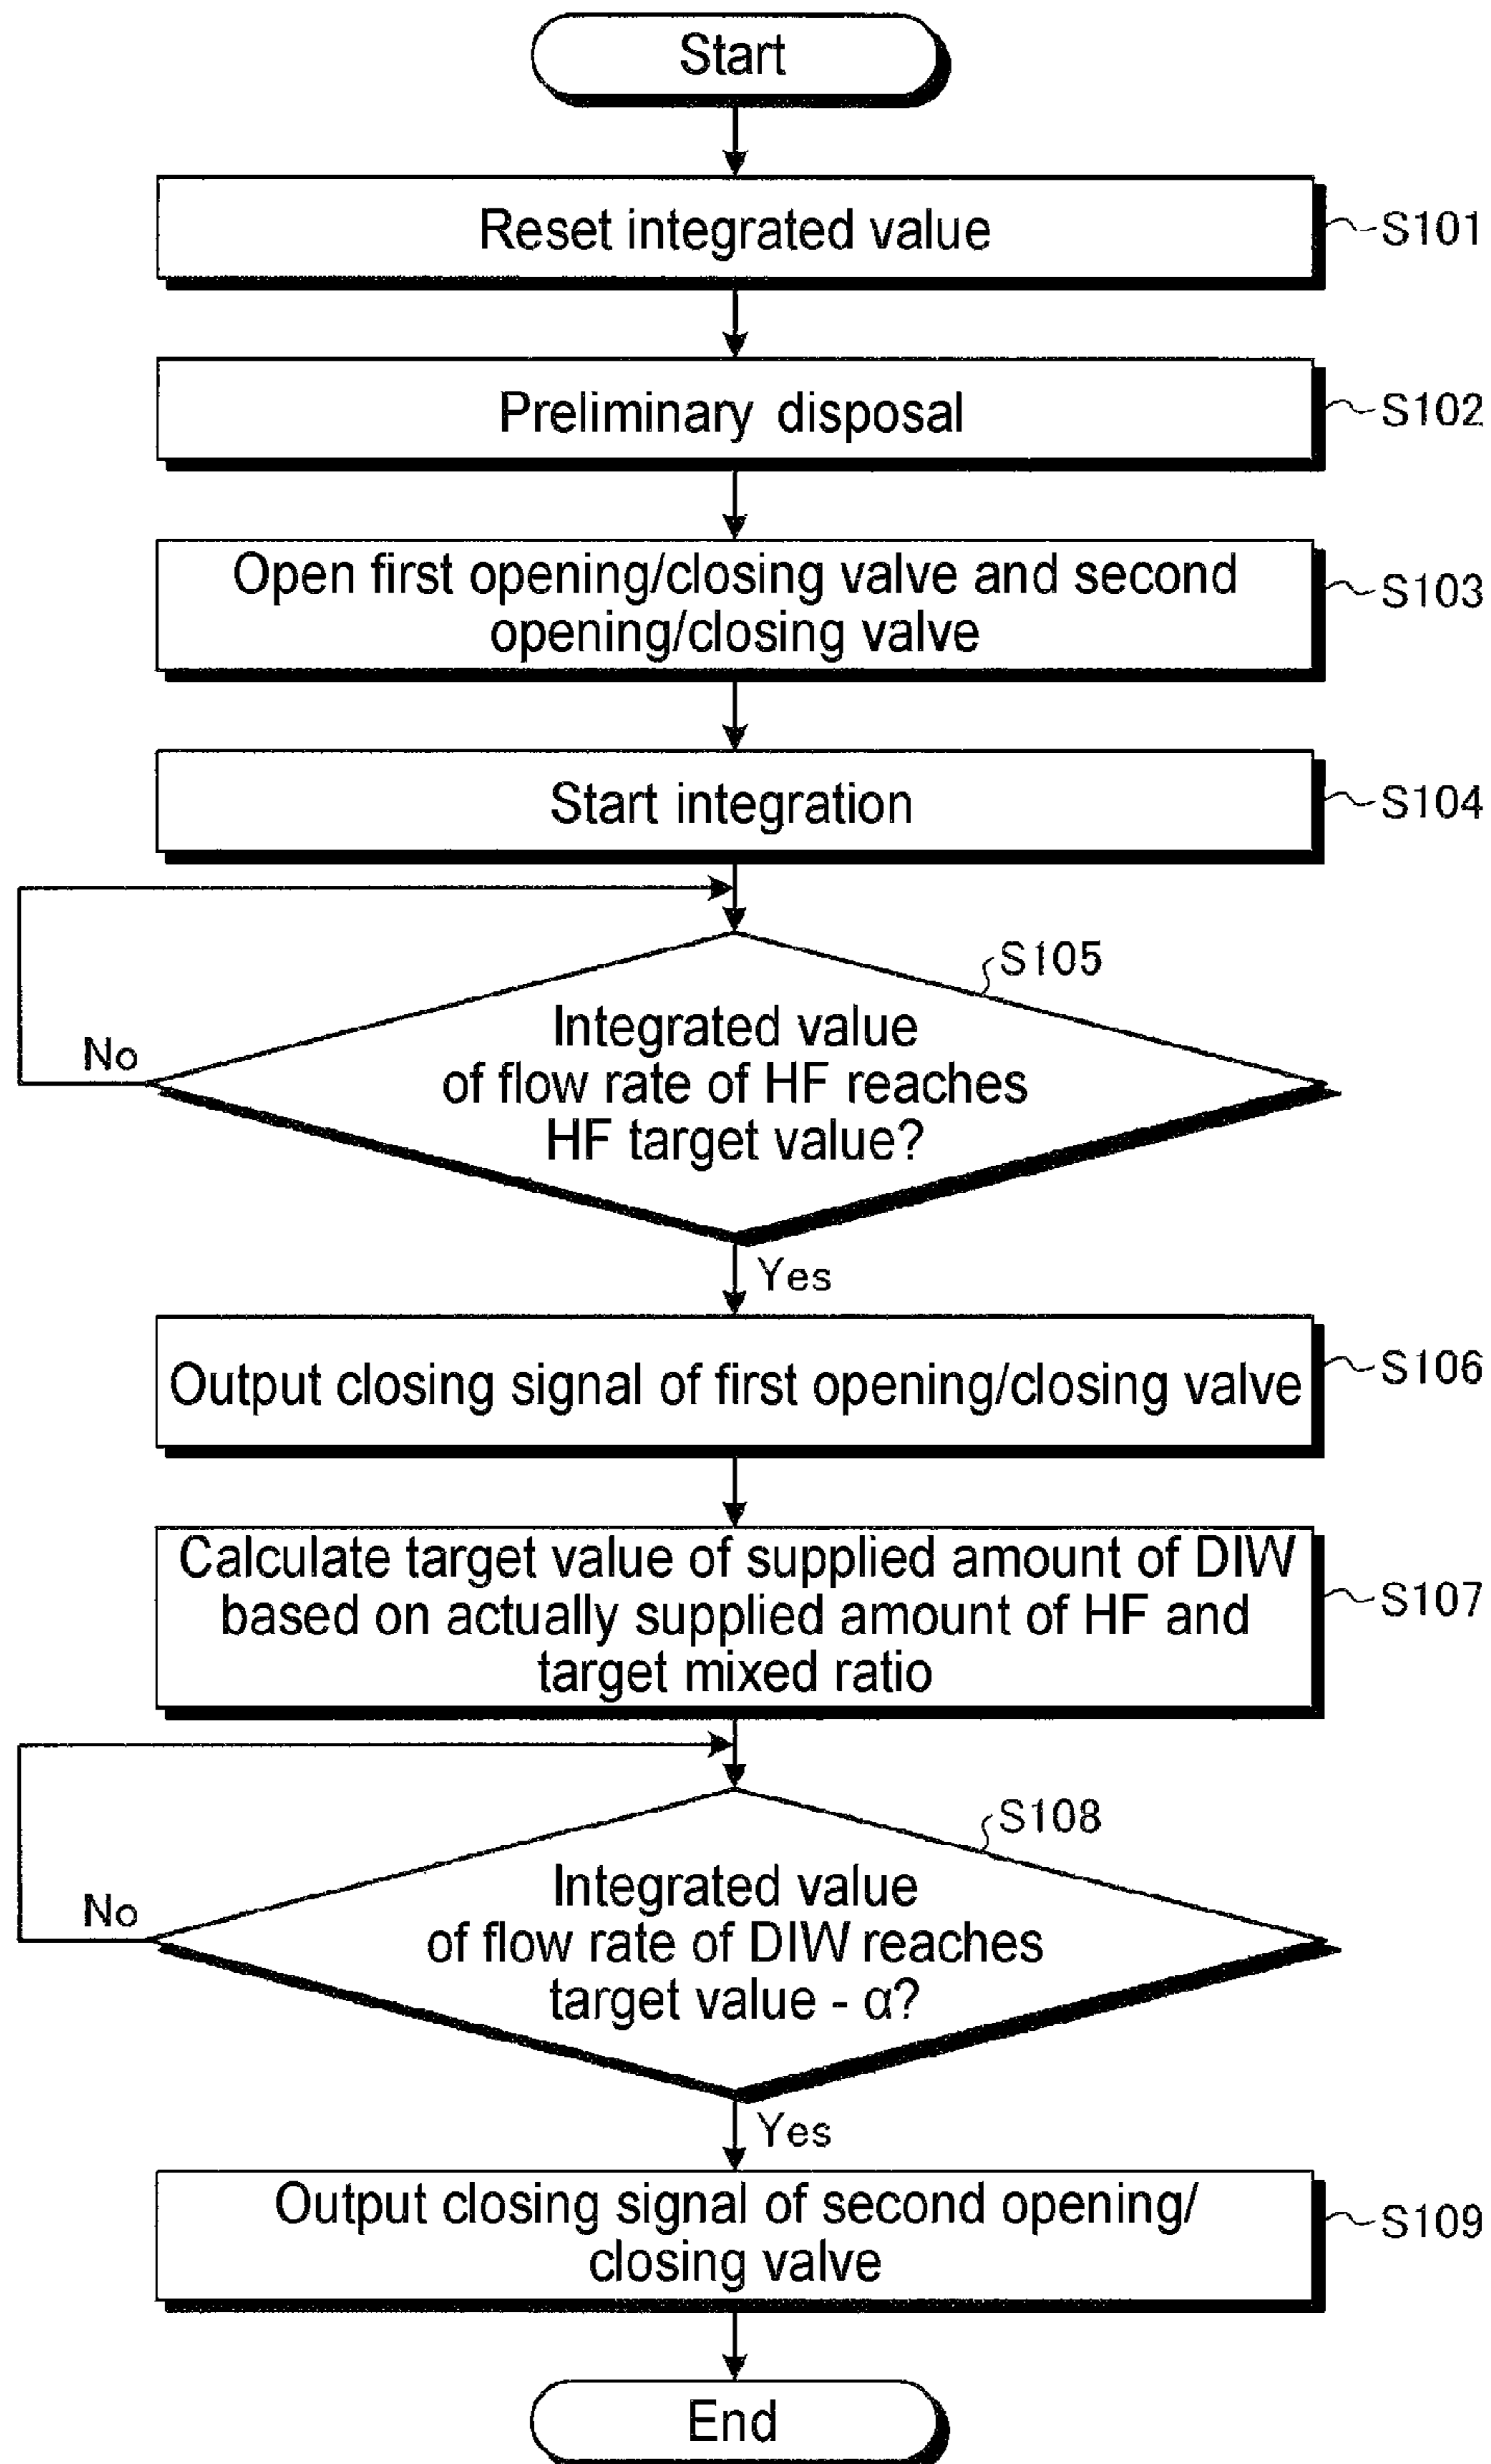 Start
Reset integrated value
S101
Preliminary disposal
S102
Open first opening/closing valve and second
opening/closing valve
S103
Start integration
S104
S105
Integrated value
of flow rate of HF reaches
HF target value?
No
Yes
Output closing signal of first opening/closing valve
S106
Calculate target value of supplied amount of DIW
based on actually supplied amount of HF and
target mixed ratio
S107
S108
Integrated value
of flow rate of DIW reaches
target value - α?
No
Yes
Output closing signal of second opening/
closing valve
S109
End